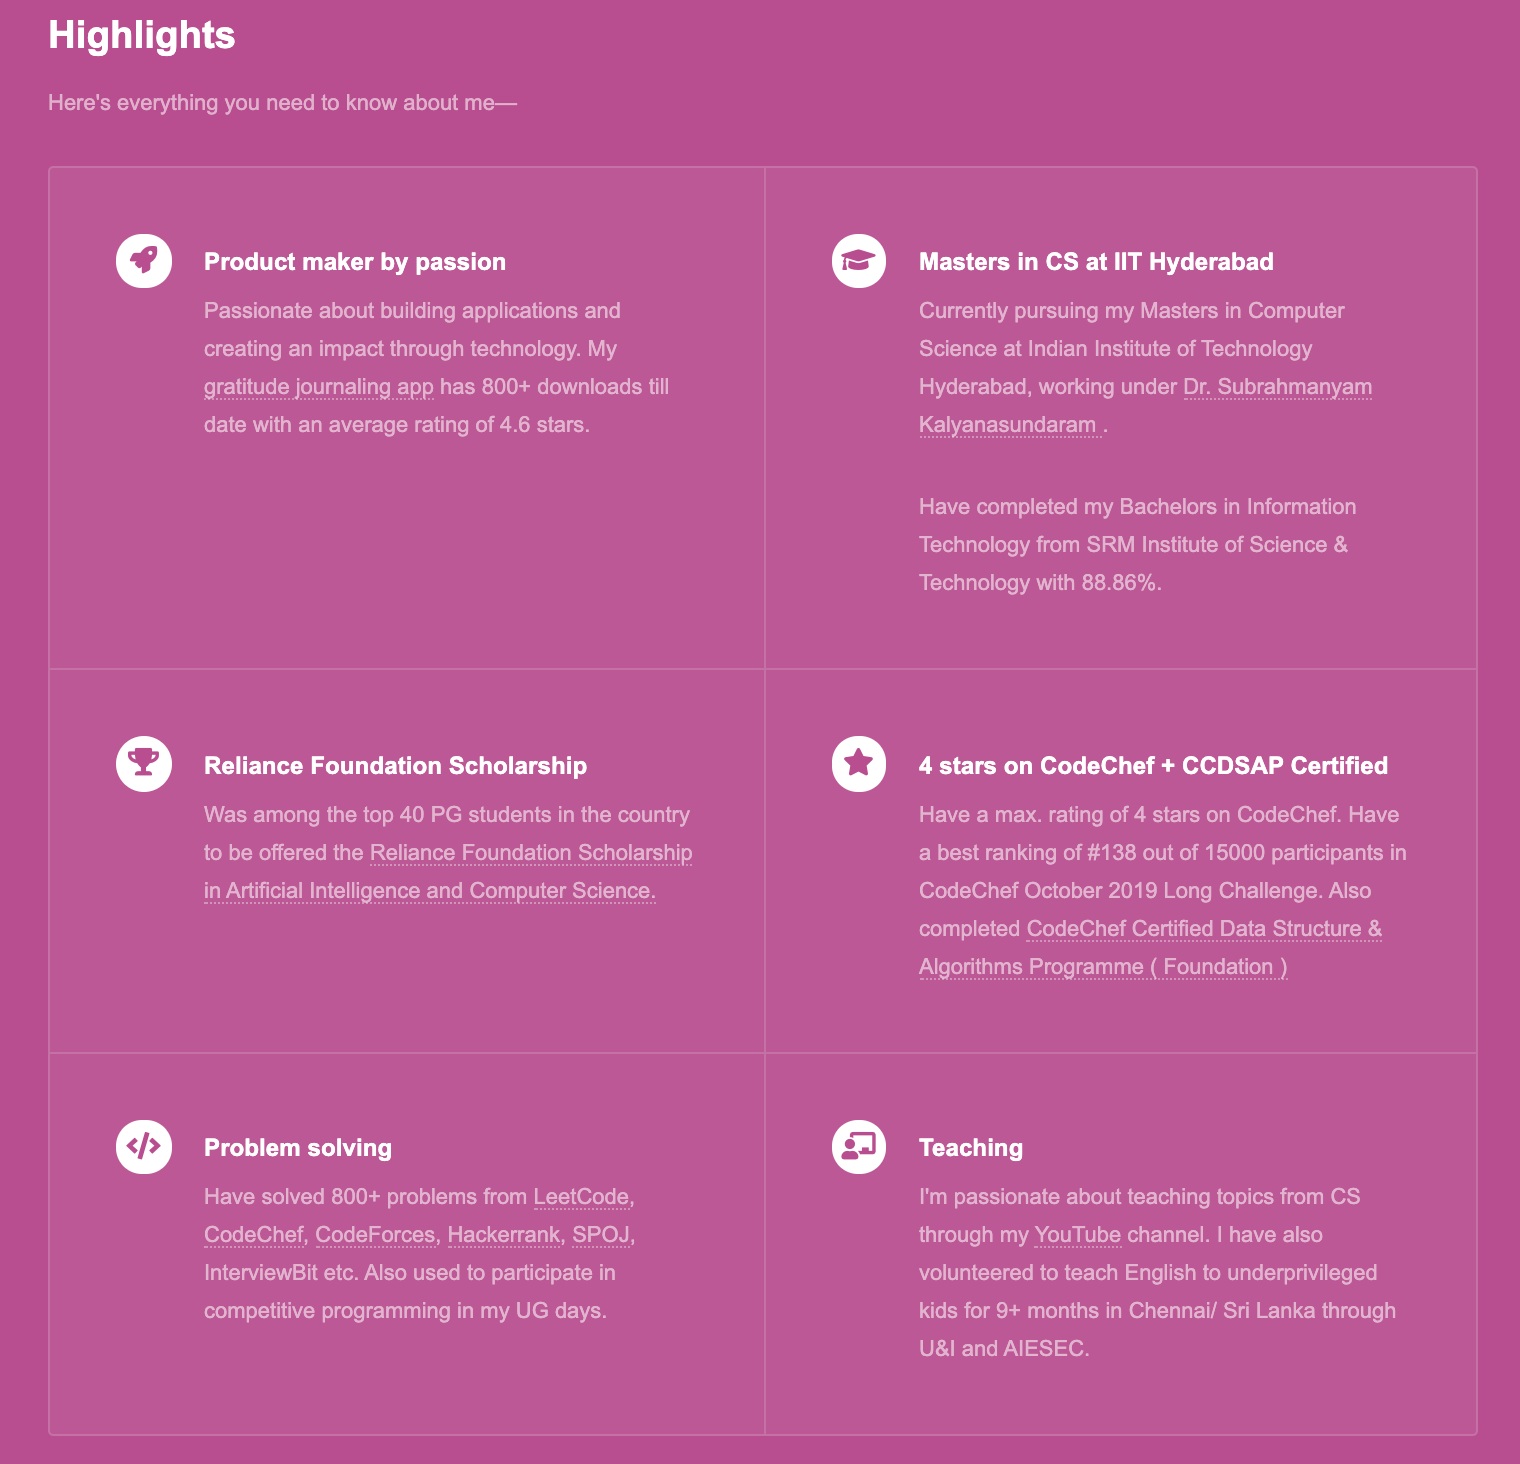 Highlights
Here's everything you need to know about me—
Product maker by passion
Passionate about building applications and
creating an impact through technology. My
gratitude journaling app has 800+ downloads till
date with an average rating of 4.6 stars.
Masters in CS at IIT Hyderabad
Currently pursuing my Masters in Computer
Science at Indian Institute of Technology
Hyderabad, working under Dr. Subrahmanyam
Kalyanasundaram .
Have completed my Bachelors in Information
Technology from SRM Institute of Science &
Technology with 88.86%.
Reliance Foundation Scholarship
Was among the top 40 PG students in the country
to be offered the Reliance Foundation Scholarship
in Artificial Intelligence and Computer Science.
4 stars on CodeChef + CCDSAP Certified
Have a max. rating of 4 stars on CodeChef. Have
a best ranking of #138 out of 15000 participants in
CodeChef October 2019 Long Challenge. Also
completed CodeChef Certified Data Structure &
Algorithms Programme ( Foundation )
Problem solving
Have solved 800+ problems from LeetCode,
CodeChef, CodeForces, Hackerrank, SPOJ,
InterviewBit etc. Also used to participate in
competitive programming in my UG days.
Teaching
I'm passionate about teaching topics from CS
through my YouTube channel. I have also
volunteered to teach English to underprivileged
kids for 9+ months in Chennai/ Sri Lanka through
U&I and AIESEC.